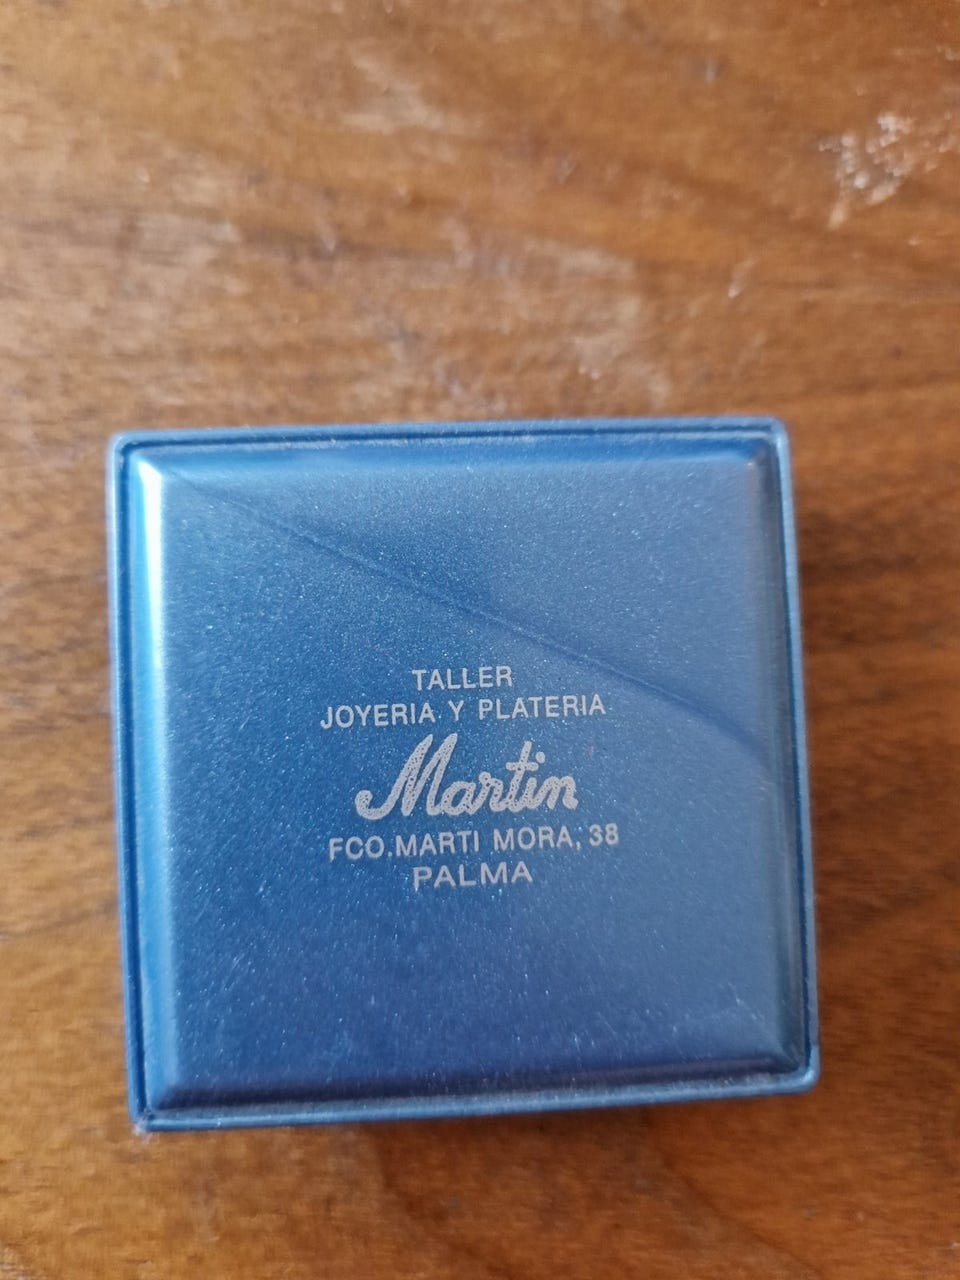 TALLER
JOYERIA Y PLATERIA
Martin
FCO.MARTI MORA, 38
PALMA